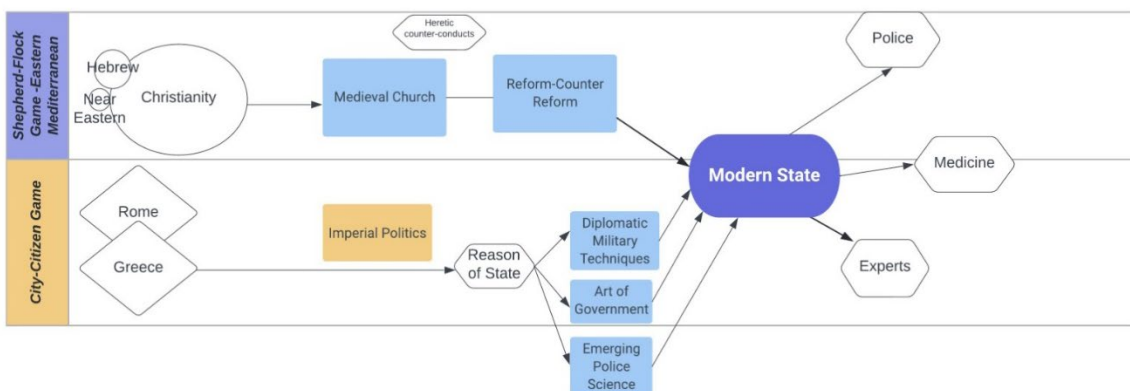 Shepherd-Flock
Game -Eastern
Mediterranean
Hebrew
Near
Eastern
Christianity
Heretic
counter-conducts
Medieval Church
Reform-Counter
Reform
Police
Modern State
Medicine
Experts
City-Citizen Game
Rome
Greece
Imperial Politics
Reason
of State
Diplomatic
Military
Techniques
Art of
Government
Emerging
Police
Science